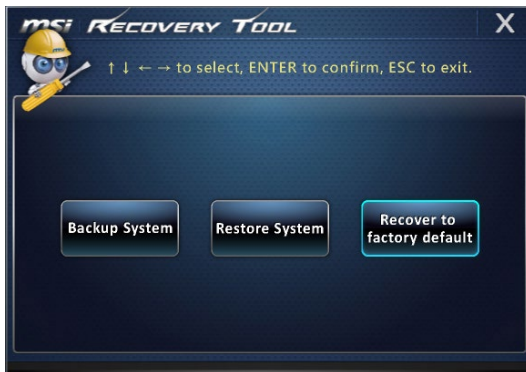 msi RECOVERY TOOL X
msi
↑ ↓ ← → to select, ENTER to confirm, ESC to exit.
Backup System
Restore System
Recover to
factory default